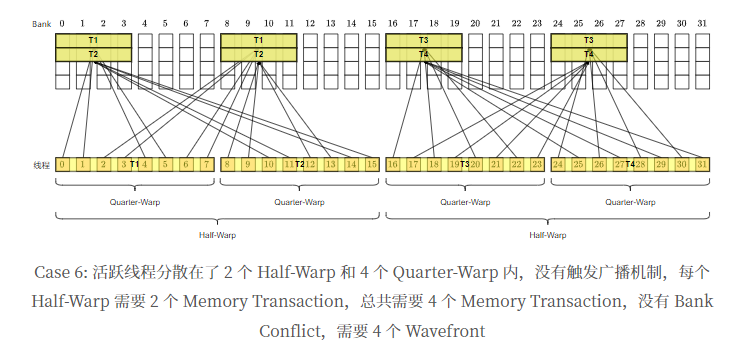 Bank 0 1 2 3 4 5 6 7 8 9 10 11 12 13 14 15 16 17 18 19 20 21 22 23 24 25 26 27 28 29 30 31
T1 T1 T3 T3
T2 T2 T4 T4
线程 0 1 2 3 T1 4 5 6 7 8 9 10 11 T2 12 13 14 15 16 17 18 19 T3 20 21 22 23 24 25 26 27 T4 28 29 30 31
Quarter-Warp Quarter-Warp Quarter-Warp Quarter-Warp
Half-Warp Half-Warp
Case 6: 活跃线程分散在了 2 个 Half-Warp 和 4 个 Quarter-Warp 内，没有触发广播机制，每个
Half-Warp 需要 2 个 Memory Transaction，总共需要 4 个 Memory Transaction，没有 Bank
Conflict，需要 4 个 Wavefront